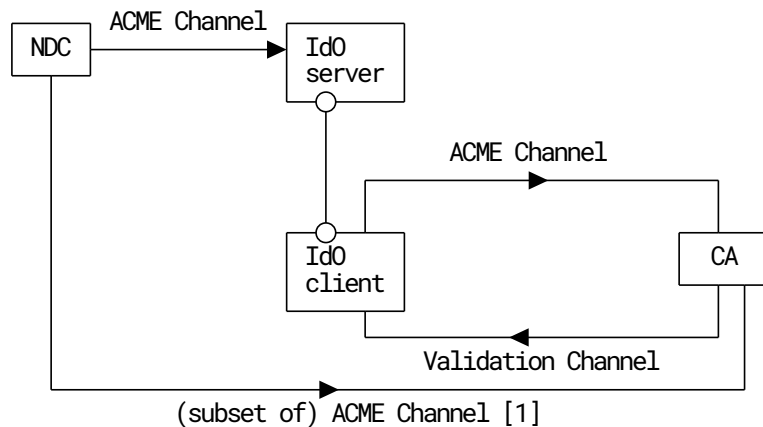 ACME Channel
NDC
IdO
server
ACME Channel
IdO
client
CA
Validation Channel
(subset of) ACME Channel [1]